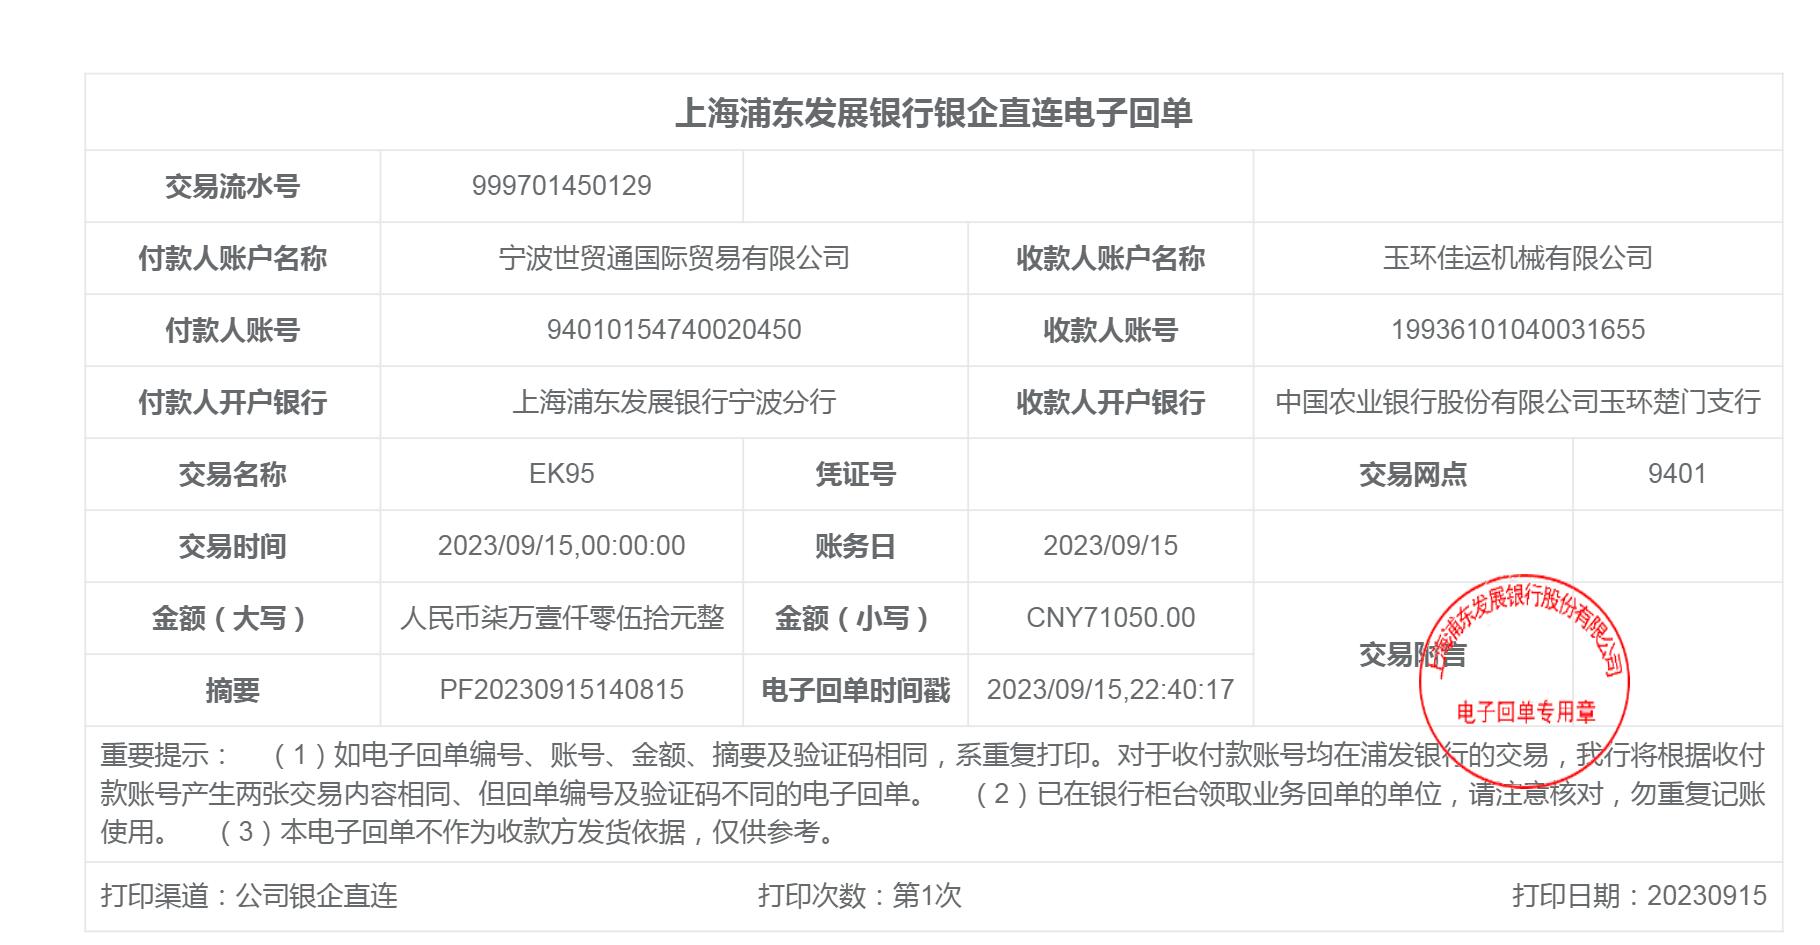 上海浦东发展银行银企直连电子回单
交易流水号 999701450129
付款人账户名称 宁波世贸通国际贸易有限公司 收款人账户名称 玉环佳运机械有限公司
付款人账号 94010154740020450 收款人账号 19936101040031655
付款人开户银行 上海浦东发展银行宁波分行 收款人开户银行 中国农业银行股份有限公司玉环楚门支行
交易名称 EK95 凭证号 交易网点 9401
交易时间 2023/09/15,00:00:00 账务日 2023/09/15
金额（大写） 人民币柒万壹仟零伍拾元整 金额（小写） CNY71050.00
交易附言
摘要 PF20230915140815 电子回单时间戳 2023/09/15,22:40:17
上海浦东发展银行股份有限公司
电子回单专用章
重要提示： （1）如电子回单编号、账号、金额、摘要及验证码相同，系重复打印。对于收付款账号均在浦发银行的交易，我行将根据收付
款账号产生两张交易内容相同、但回单编号及验证码不同的电子回单。 （2）已在银行柜台领取业务回单的单位，请注意核对，勿重复记账
使用。 （3）本电子回单不作为收款方发货依据，仅供参考。
打印渠道：公司银企直连 打印次数：第1次 打印日期：20230915